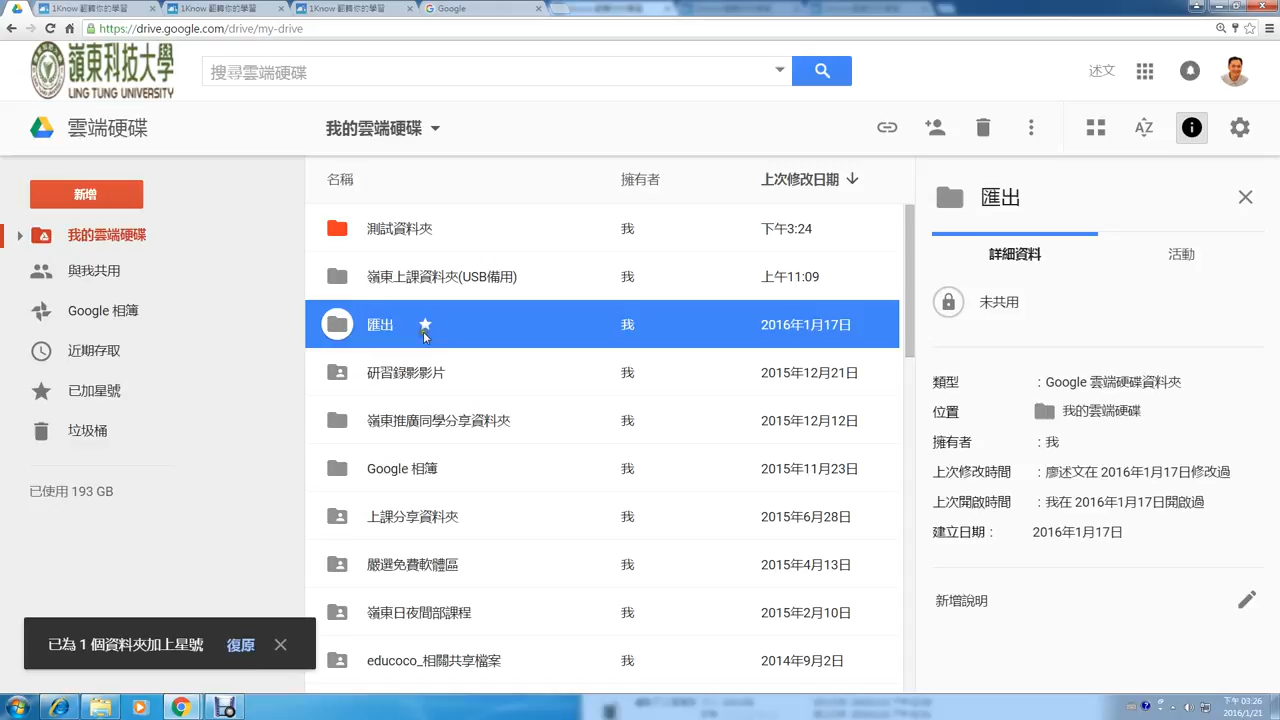 1Know 翻轉你的學習
1Know 翻轉你的學習
1Know 翻轉你的學習
Google
https://drive.google.com/drive/my-drive
嶺東科技大學
LING TUNG UNIVERSITY
搜尋雲端硬碟
述文
雲端硬碟
我的雲端硬碟
新增
我的雲端硬碟
與我共用
Google 相簿
近期存取
已加星號
垃圾桶
已使用 193 GB
名稱 擁有者 上次修改日期
測試資料夾 我 下午3:24
嶺東上課資料夾(USB備用) 我 上午11:09
匯出 我 2016年1月17日
研習錄影影片 我 2015年12月21日
嶺東推廣同學分享資料夾 我 2015年12月12日
Google 相簿 我 2015年11月23日
上課分享資料夾 我 2015年6月28日
嚴選免費軟體區 我 2015年4月13日
嶺東日夜間部課程 我 2015年2月10日
educoco_相關共享檔案 我 2014年9月2日
匯出
詳細資料 活動
未共用
類型 : Google 雲端硬碟資料夾
位置 我的雲端硬碟
擁有者 : 我
上次修改時間 : 廖述文在 2016年1月17日修改過
上次開啟時間 : 我在 2016年1月17日開啟過
建立日期 : 2016年1月17日
新增說明
已為 1 個資料夾加上星號 復原
下午 03:26
2016/1/21